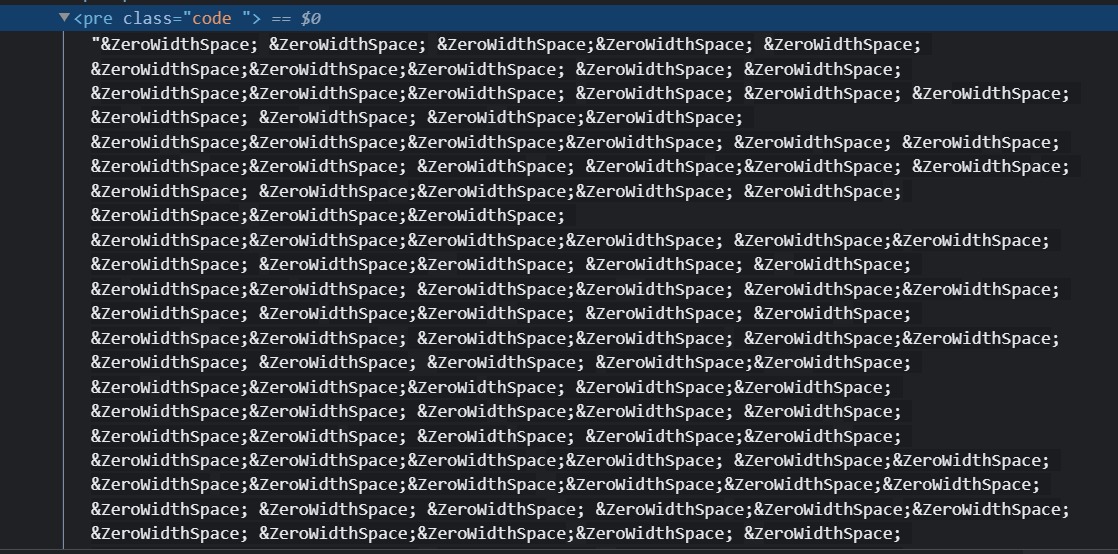 ▼<pre class="code "> == $0
"&ZeroWidthSpace; &ZeroWidthSpace; &ZeroWidthSpace;&ZeroWidthSpace; &ZeroWidthSpace;
&ZeroWidthSpace;&ZeroWidthSpace;&ZeroWidthSpace; &ZeroWidthSpace; &ZeroWidthSpace;
&ZeroWidthSpace;&ZeroWidthSpace;&ZeroWidthSpace; &ZeroWidthSpace; &ZeroWidthSpace; &ZeroWidthSpace;
&ZeroWidthSpace; &ZeroWidthSpace; &ZeroWidthSpace;&ZeroWidthSpace;
&ZeroWidthSpace;&ZeroWidthSpace;&ZeroWidthSpace;&ZeroWidthSpace; &ZeroWidthSpace; &ZeroWidthSpace;
&ZeroWidthSpace;&ZeroWidthSpace; &ZeroWidthSpace; &ZeroWidthSpace;&ZeroWidthSpace; &ZeroWidthSpace;
&ZeroWidthSpace; &ZeroWidthSpace;&ZeroWidthSpace;&ZeroWidthSpace; &ZeroWidthSpace;
&ZeroWidthSpace;&ZeroWidthSpace;&ZeroWidthSpace;
&ZeroWidthSpace;&ZeroWidthSpace;&ZeroWidthSpace;&ZeroWidthSpace; &ZeroWidthSpace;&ZeroWidthSpace;
&ZeroWidthSpace; &ZeroWidthSpace;&ZeroWidthSpace; &ZeroWidthSpace; &ZeroWidthSpace;
&ZeroWidthSpace;&ZeroWidthSpace; &ZeroWidthSpace;&ZeroWidthSpace; &ZeroWidthSpace;&ZeroWidthSpace;
&ZeroWidthSpace; &ZeroWidthSpace;&ZeroWidthSpace; &ZeroWidthSpace; &ZeroWidthSpace;
&ZeroWidthSpace;&ZeroWidthSpace; &ZeroWidthSpace;&ZeroWidthSpace; &ZeroWidthSpace;&ZeroWidthSpace;
&ZeroWidthSpace; &ZeroWidthSpace; &ZeroWidthSpace; &ZeroWidthSpace;&ZeroWidthSpace;
&ZeroWidthSpace;&ZeroWidthSpace;&ZeroWidthSpace; &ZeroWidthSpace;&ZeroWidthSpace;
&ZeroWidthSpace;&ZeroWidthSpace; &ZeroWidthSpace;&ZeroWidthSpace; &ZeroWidthSpace;
&ZeroWidthSpace;&ZeroWidthSpace; &ZeroWidthSpace; &ZeroWidthSpace;&ZeroWidthSpace;
&ZeroWidthSpace;&ZeroWidthSpace;&ZeroWidthSpace;&ZeroWidthSpace; &ZeroWidthSpace;&ZeroWidthSpace;
&ZeroWidthSpace;&ZeroWidthSpace;&ZeroWidthSpace;&ZeroWidthSpace;&ZeroWidthSpace;&ZeroWidthSpace;
&ZeroWidthSpace; &ZeroWidthSpace; &ZeroWidthSpace; &ZeroWidthSpace;&ZeroWidthSpace;&ZeroWidthSpace;
&ZeroWidthSpace; &ZeroWidthSpace;&ZeroWidthSpace;&ZeroWidthSpace; &ZeroWidthSpace;